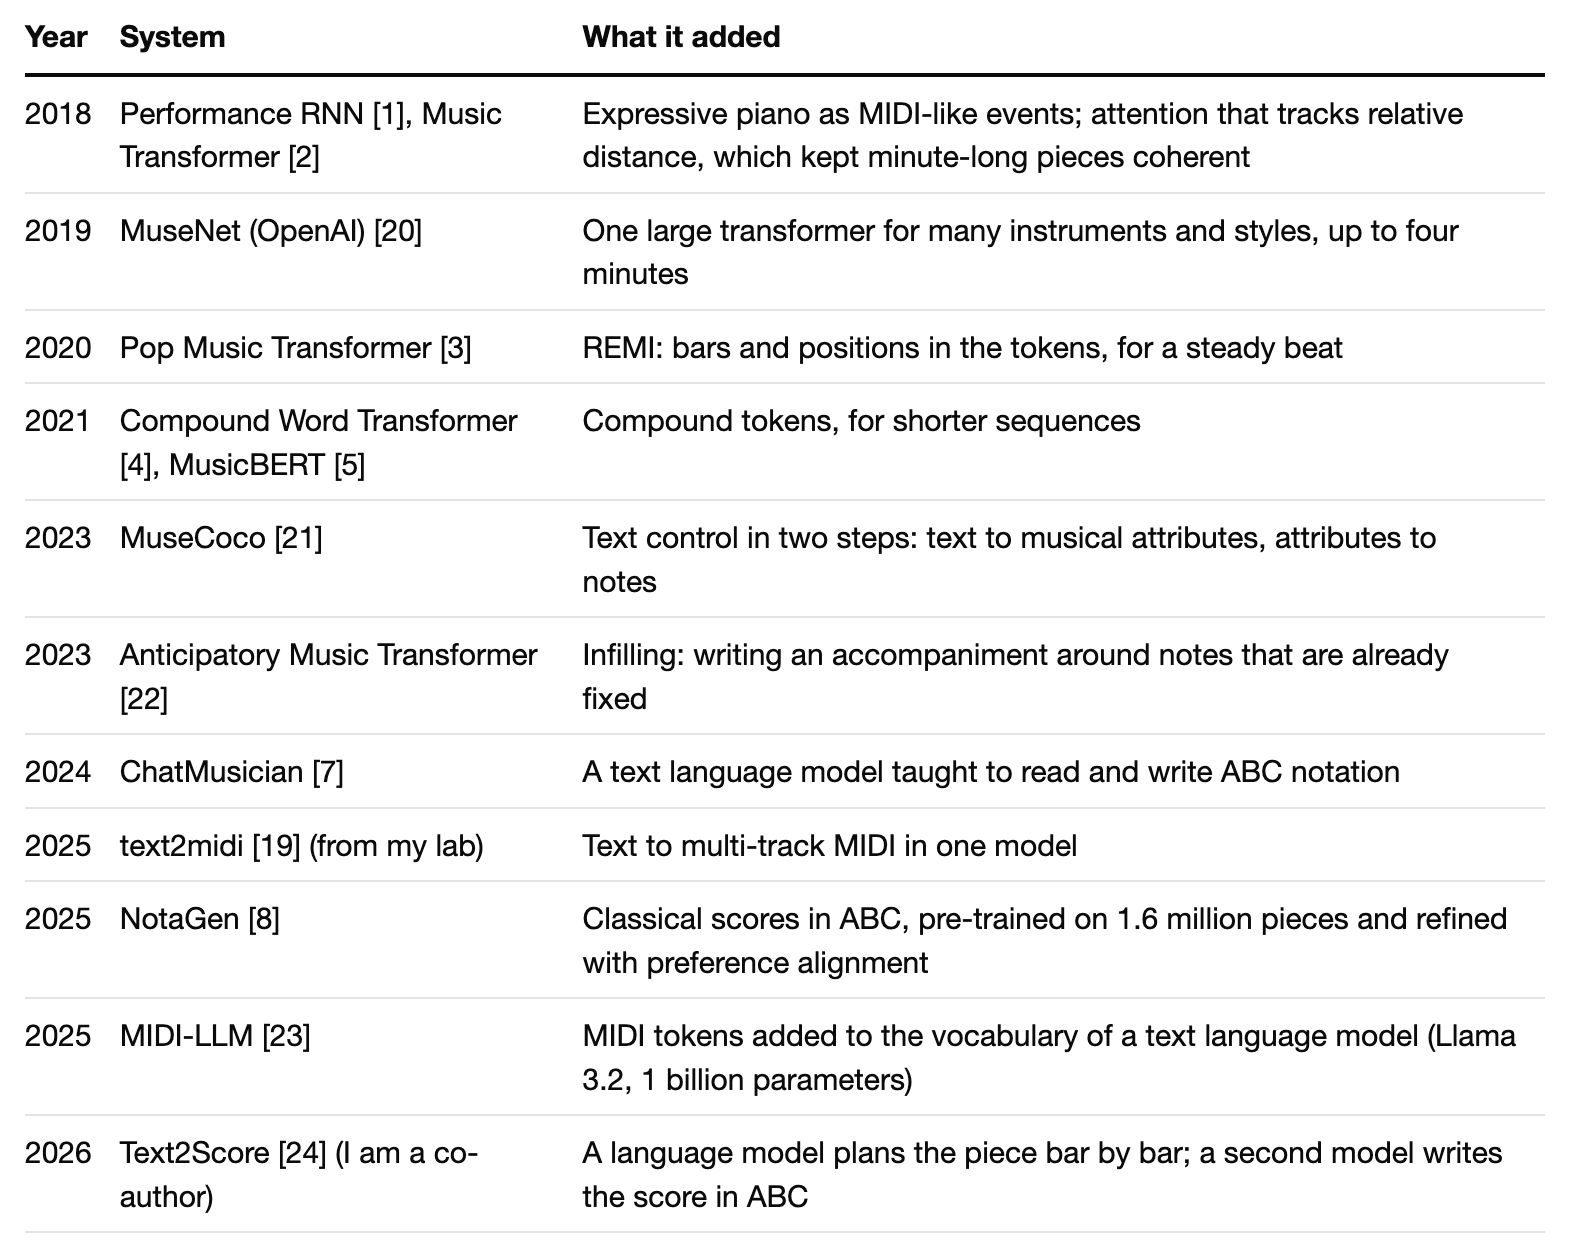 Year System What it added
2018 Performance RNN [1], Music Expressive piano as MIDI-like events; attention that tracks relative
Transformer [2] distance, which kept minute-long pieces coherent
2019 MuseNet (OpenAI) [20] One large transformer for many instruments and styles, up to four
minutes
2020 Pop Music Transformer [3] REMI: bars and positions in the tokens, for a steady beat
2021 Compound Word Transformer Compound tokens, for shorter sequences
[4], MusicBERT [5]
2023 MuseCoco [21] Text control in two steps: text to musical attributes, attributes to
notes
2023 Anticipatory Music Transformer Infilling: writing an accompaniment around notes that are already
[22] fixed
2024 ChatMusician [7] A text language model taught to read and write ABC notation
2025 text2midi [19] (from my lab) Text to multi-track MIDI in one model
2025 NotaGen [8] Classical scores in ABC, pre-trained on 1.6 million pieces and refined
with preference alignment
2025 MIDI-LLM [23] MIDI tokens added to the vocabulary of a text language model (Llama
3.2, 1 billion parameters)
2026 Text2Score [24] (I am a co- A language model plans the piece bar by bar; a second model writes
author) the score in ABC